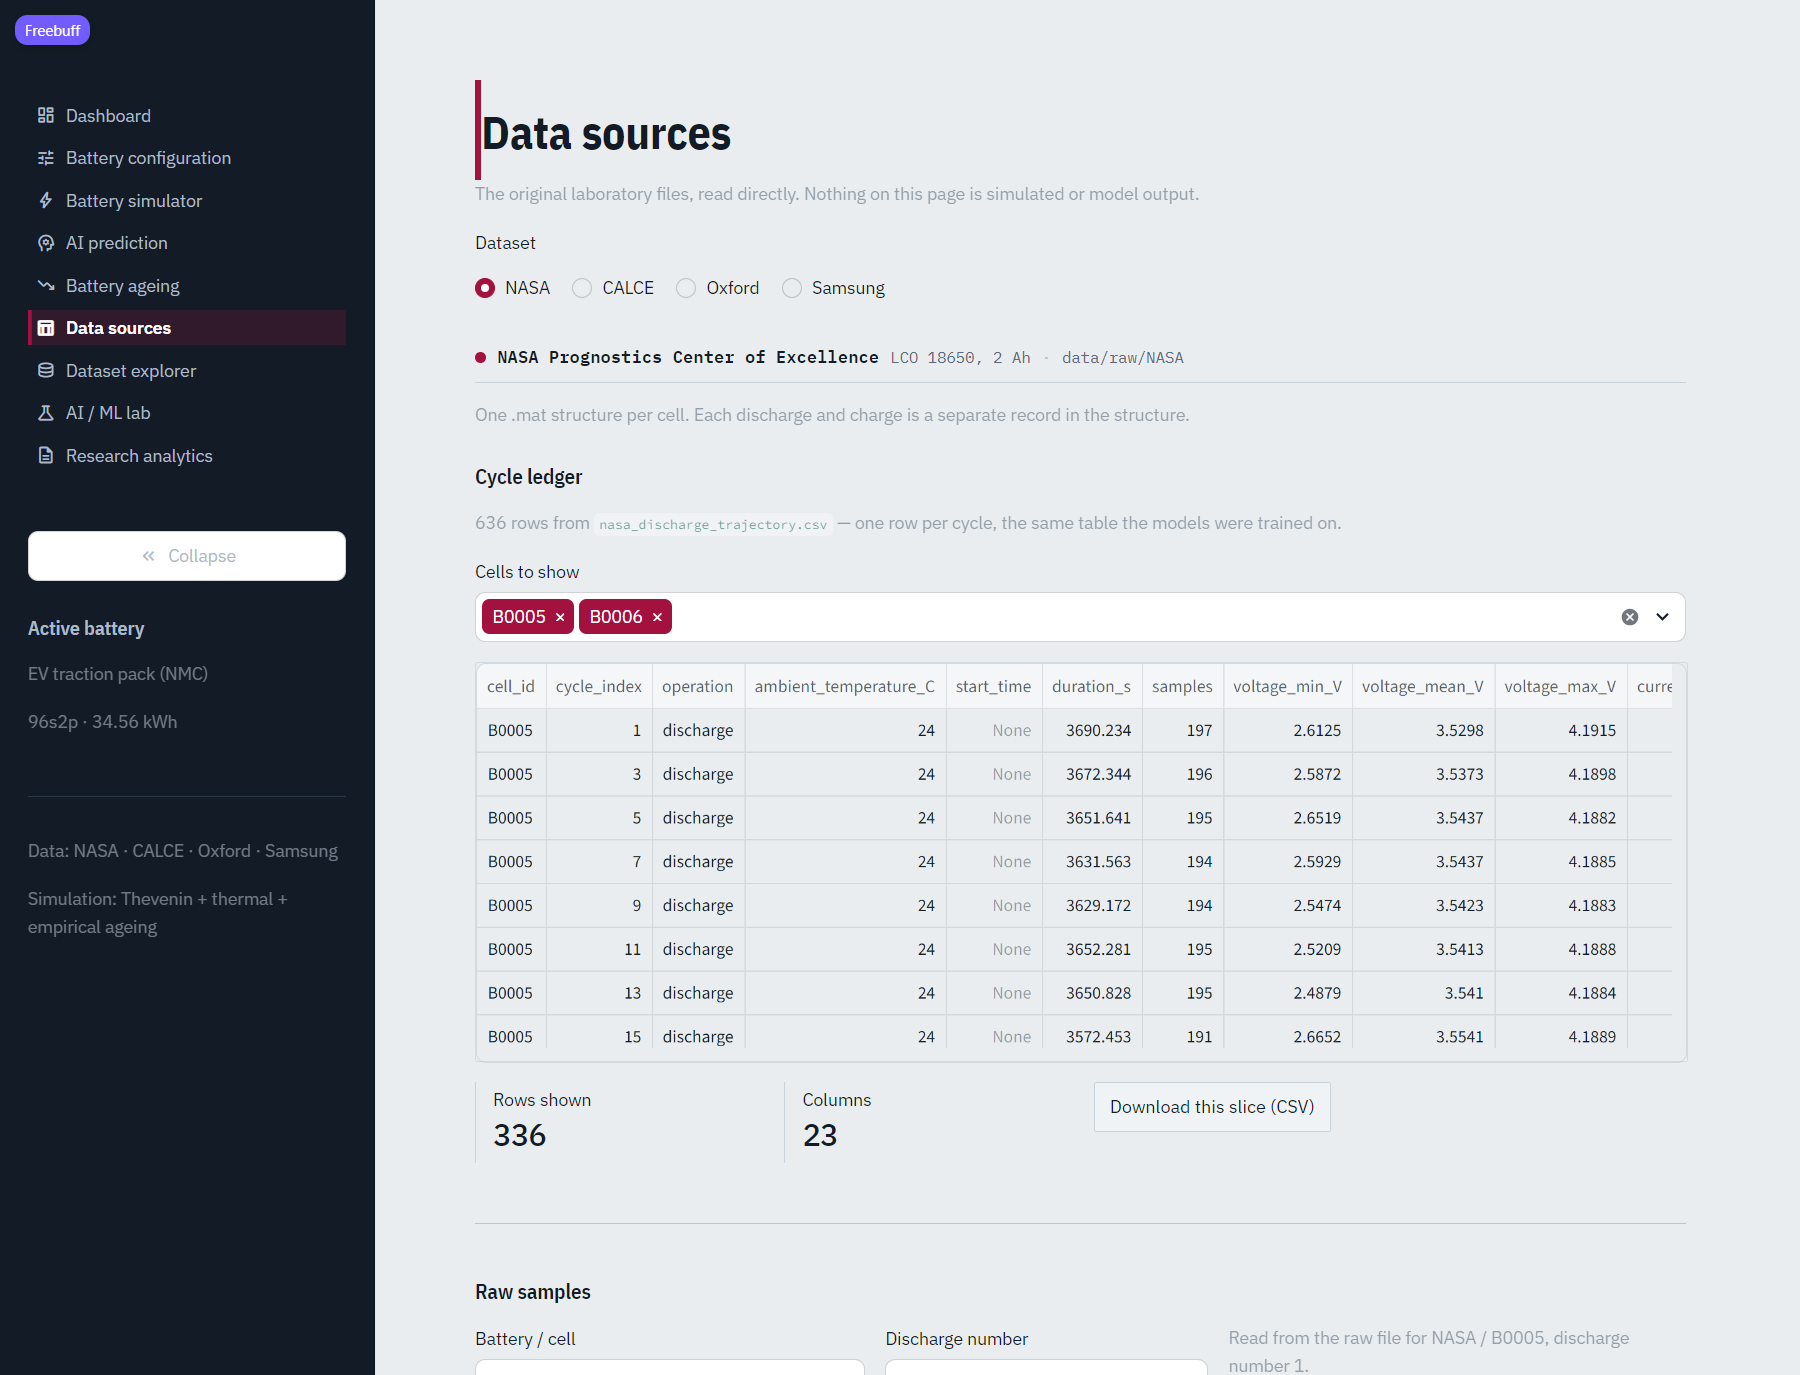 Freebuff
Dashboard
Battery configuration
Battery simulator
AI prediction
Battery ageing
Data sources
Dataset explorer
AI / ML lab
Research analytics
Collapse
Active battery
EV traction pack (NMC)
96s2p · 34.56 kWh
Data: NASA · CALCE · Oxford · Samsung
Simulation: Thevenin + thermal +
empirical ageing
Data sources
The original laboratory files, read directly. Nothing on this page is simulated or model output.
Dataset
NASA CALCE Oxford Samsung
NASA Prognostics Center of Excellence LCO 18650, 2 Ah · data/raw/NASA
One .mat structure per cell. Each discharge and charge is a separate record in the structure.
Cycle ledger
636 rows from nasa_discharge_trajectory.csv — one row per cycle, the same table the models were trained on.
Cells to show
B0005 × B0006 ×
cell_id cycle_index operation ambient_temperature_C start_time duration_s samples voltage_min_V voltage_mean_V voltage_max_V curre
B0005 1 discharge 24 None 3690.234 197 2.6125 3.5298 4.1915
B0005 3 discharge 24 None 3672.344 196 2.5872 3.5373 4.1898
B0005 5 discharge 24 None 3651.641 195 2.6519 3.5437 4.1882
B0005 7 discharge 24 None 3631.563 194 2.5929 3.5437 4.1885
B0005 9 discharge 24 None 3629.172 194 2.5474 3.5423 4.1883
B0005 11 discharge 24 None 3652.281 195 2.5209 3.5413 4.1888
B0005 13 discharge 24 None 3650.828 195 2.4879 3.541 4.1884
B0005 15 discharge 24 None 3572.453 191 2.6652 3.5541 4.1889
Rows shown
336
Columns
23
Download this slice (CSV)
Raw samples
Battery / cell
Discharge number
Read from the raw file for NASA / B0005, discharge
number 1.